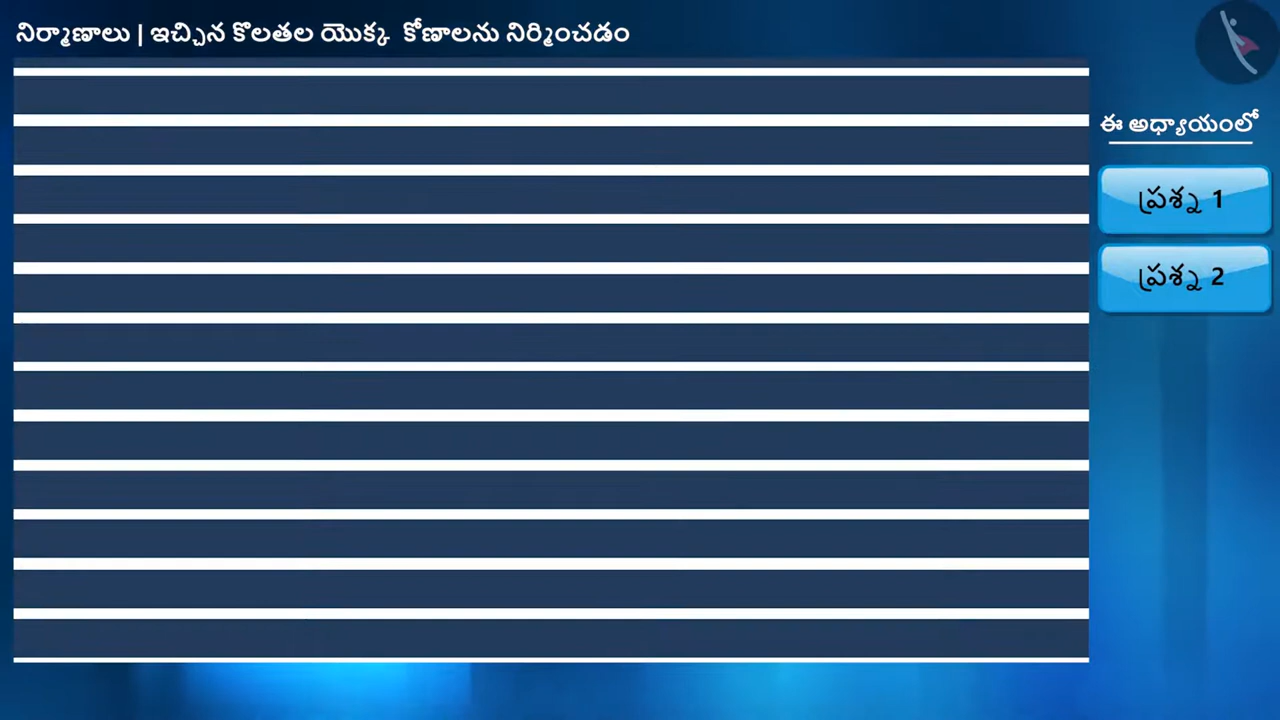 నిర్మాణాలు | ఇచ్చిన కొలతల యొక్క కోణాలను నిర్మించడం
ఈ అధ్యాయంలో
ప్రశ్న 1
ప్రశ్న 2